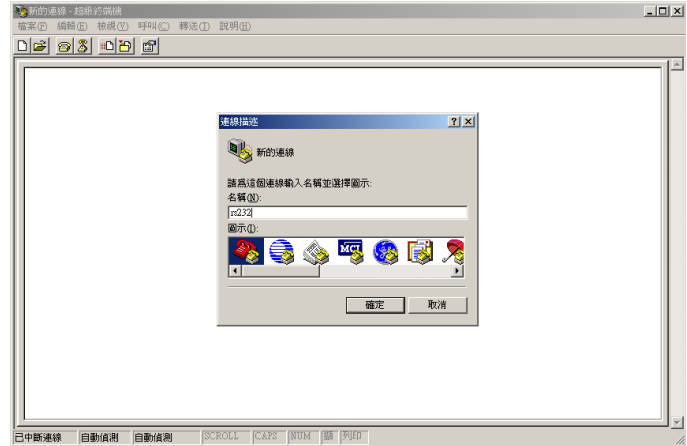 新的連線 - 超級終端機
檔案(F) 編輯(E) 檢視(V) 呼叫(C) 轉送(T) 說明(H)
連線描述
新的連線
請為這個連線輸入名稱並選擇圖示:
名稱(N):
rs232
圖示(I):
MCI
確定 取消
已中斷連線 自動偵測 自動偵測 SCROLL CAPS NUM 擷 列印